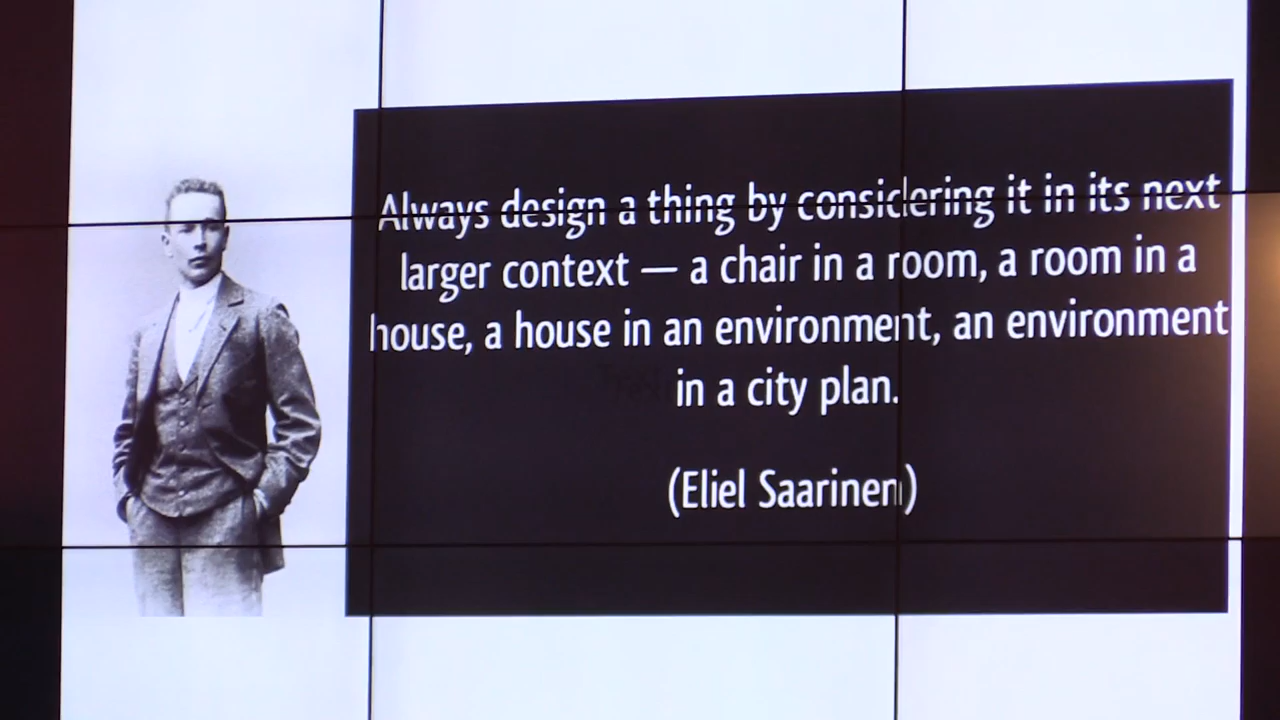 Always design a thing by considering it in its next
larger context — a chair in a room, a room in a
house, a house in an environment, an environment
in a city plan.
(Eliel Saarinen)